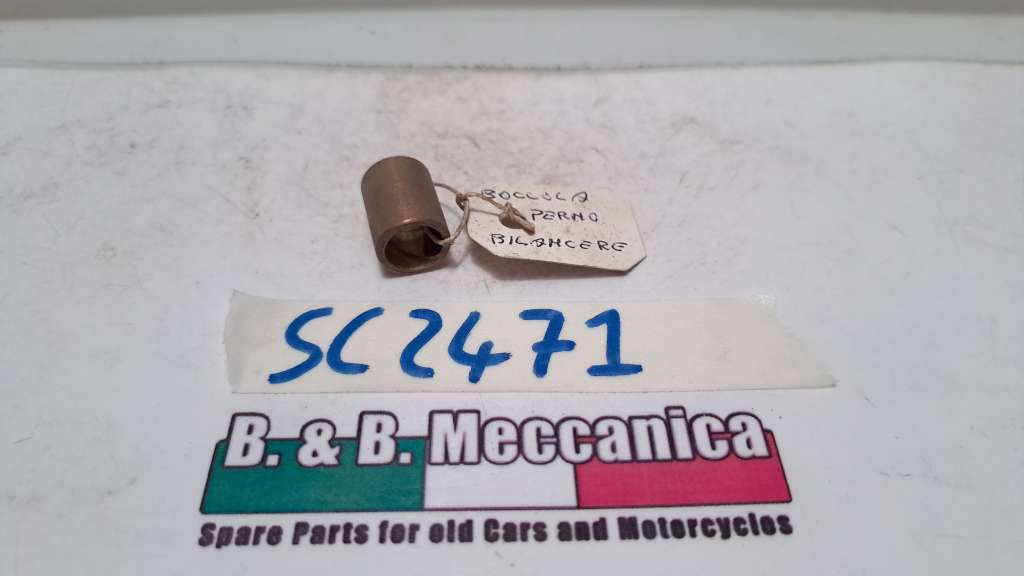 BOCCOLA
PERNO
BILANCERE
SC2471
B. & B. Meccanica
Spare Parts for old Cars and Motorcycles